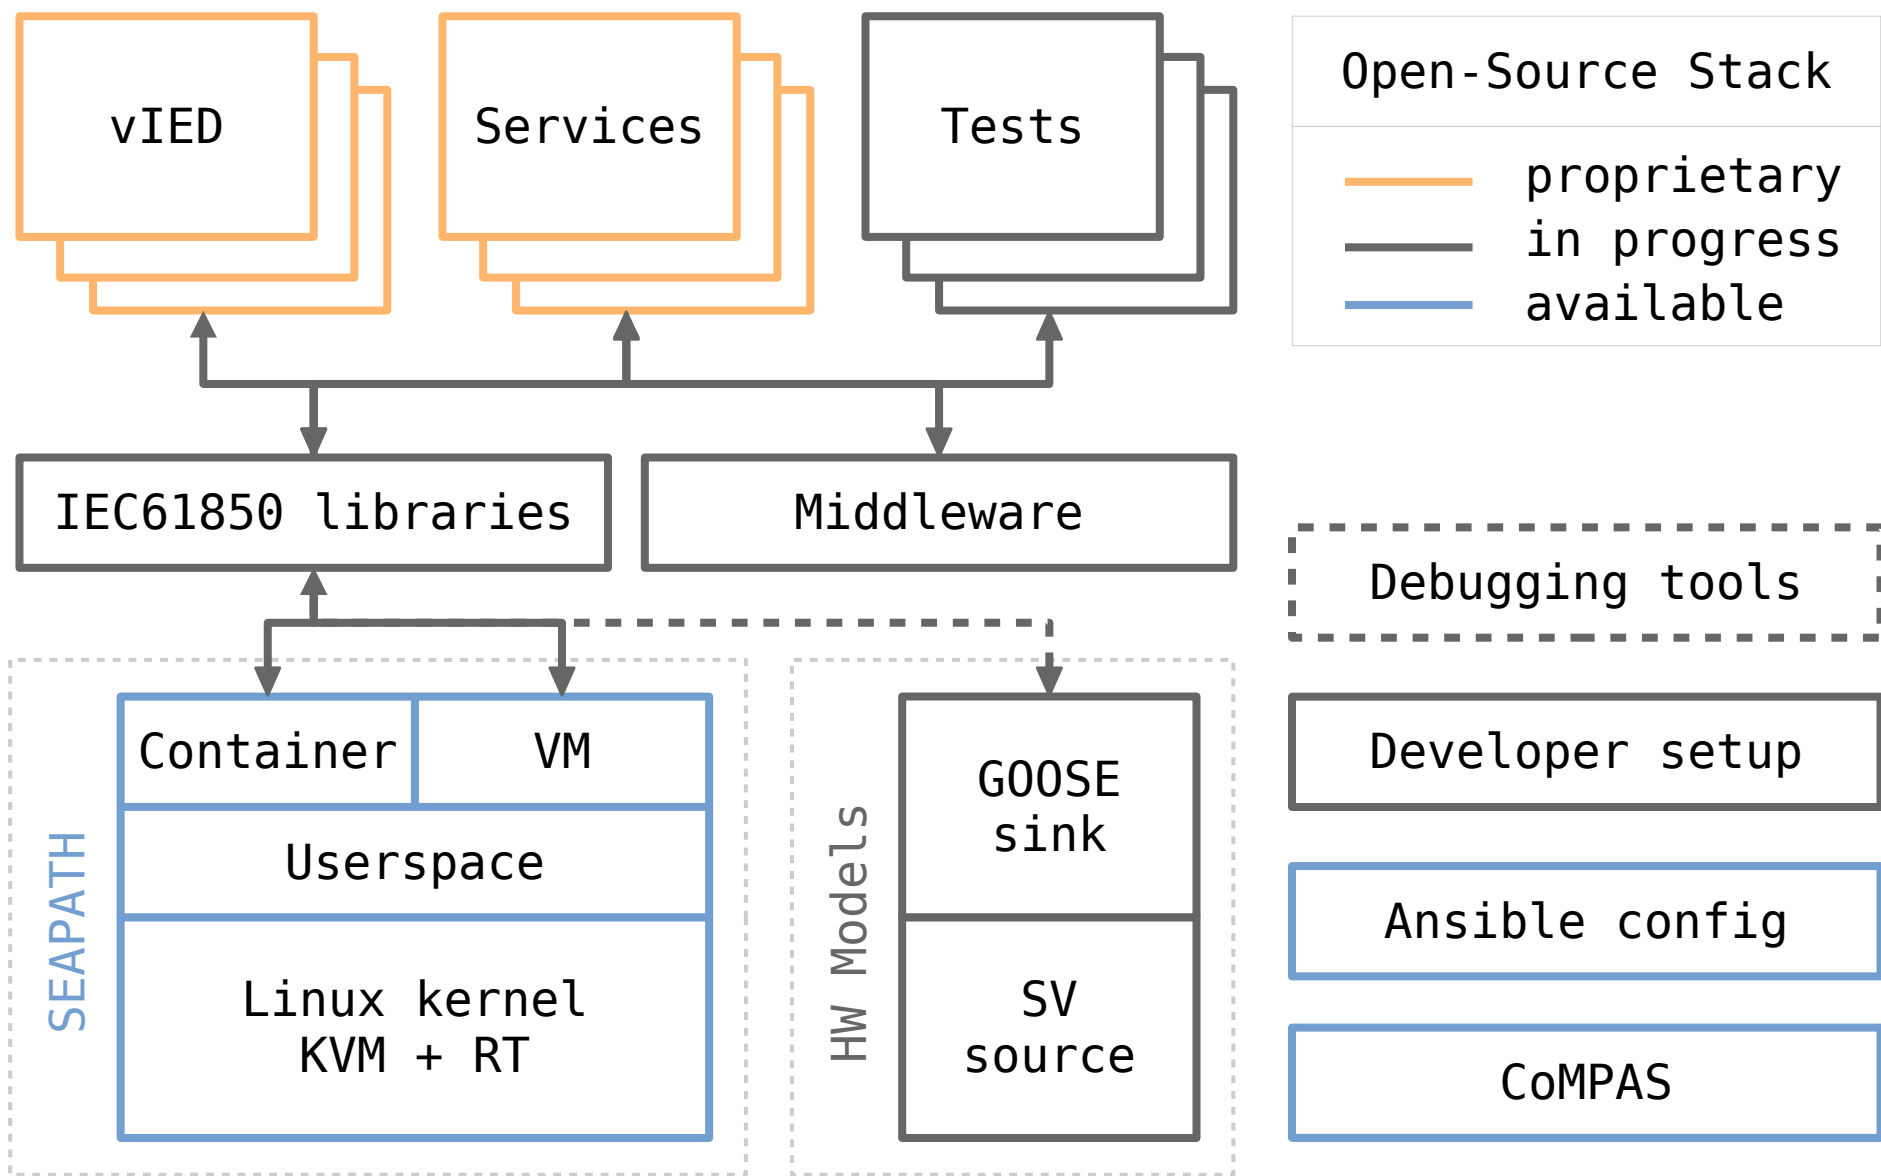 vIED
Services
Tests
Open-Source Stack
proprietary
in progress
available
IEC61850 libraries
Middleware
Debugging tools
SEAPATH
Container
VM
Userspace
Linux kernel
KVM + RT
HW Models
GOOSE
sink
SV
source
Developer setup
Ansible config
CoMPAS